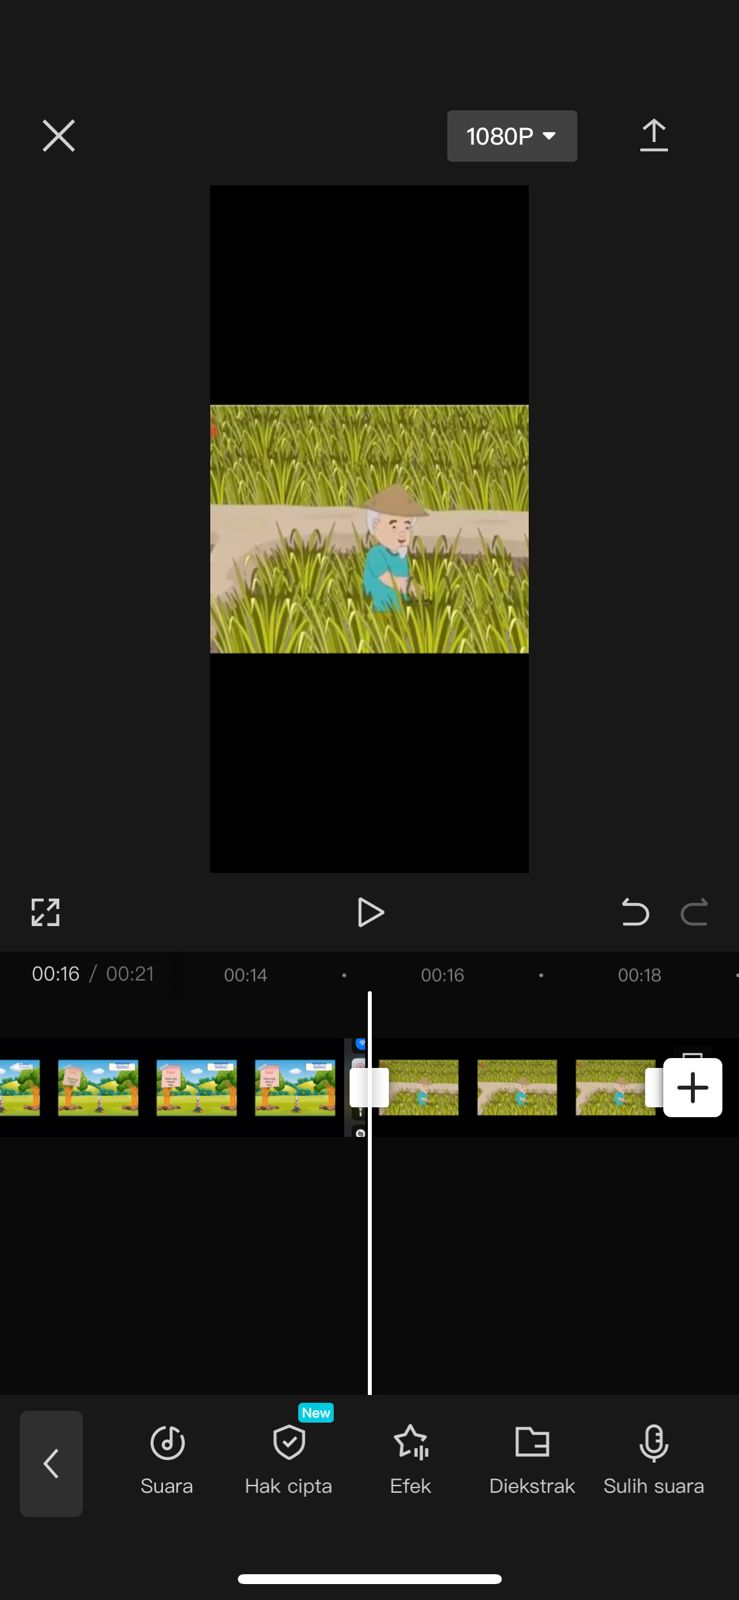 1080P
00:16 / 00:21
00:14
00:16
00:18
New
Suara
Hak cipta
Efek
Diekstrak
Sulih suara